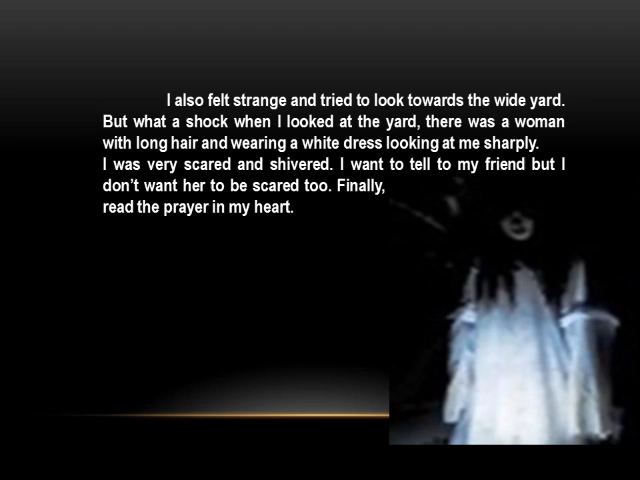 I also felt strange and tried to look towards the wide yard.
But what a shock when I looked at the yard, there was a woman
with long hair and wearing a white dress looking at me sharply.
I was very scared and shivered. I want to tell to my friend but I
don’t want her to be scared too. Finally,
read the prayer in my heart.